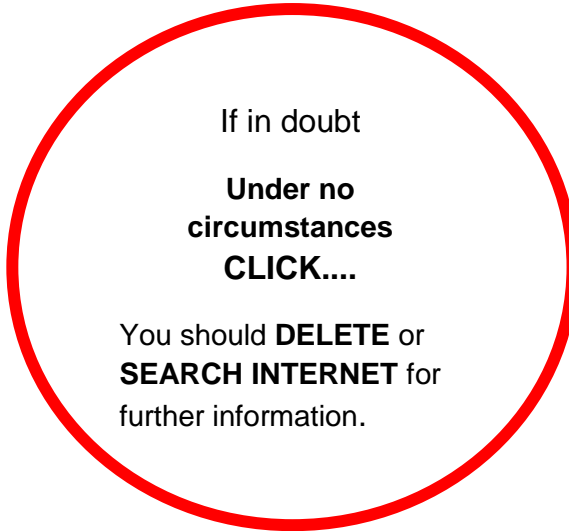 If in doubt
Under no
circumstances
CLICK....
You should DELETE or
SEARCH INTERNET for
further information.